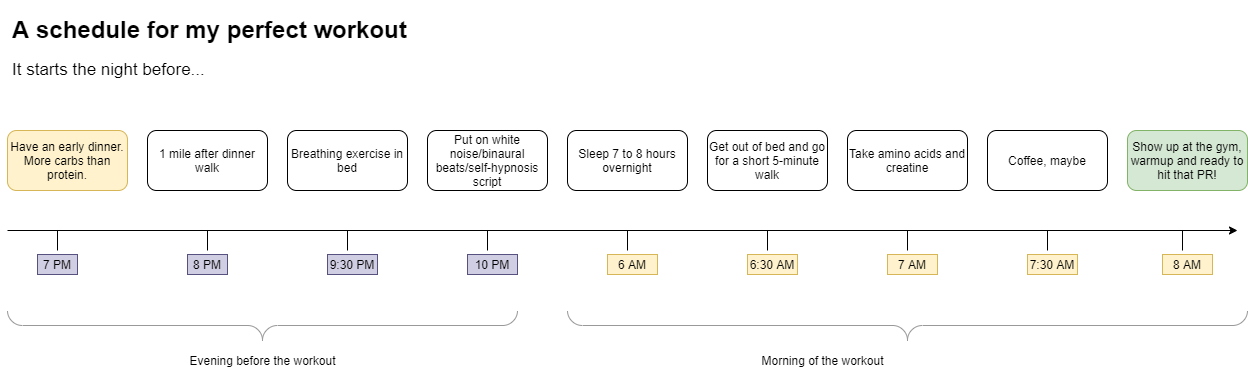 A schedule for my perfect workout
It starts the night before...
Have an early dinner.
More carbs than
protein.
1 mile after dinner
walk
Breathing exercise in
bed
Put on white
noise/binaural
beats/self-hypnosis
script
Sleep 7 to 8 hours
overnight
Get out of bed and go
for a short 5-minute
walk
Take amino acids and
creatine
Coffee, maybe
Show up at the gym,
warmup and ready to
hit that PR!
7 PM
8 PM
9:30 PM
10 PM
6 AM
6:30 AM
7 AM
7:30 AM
8 AM
Evening before the workout
Morning of the workout